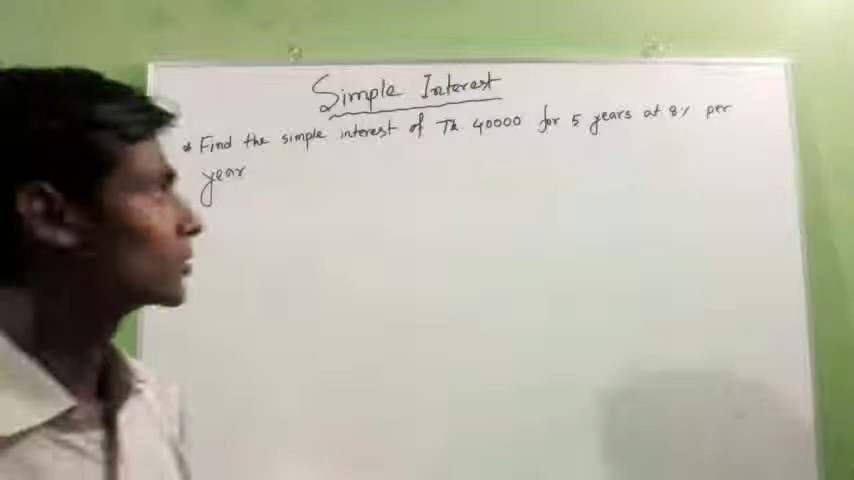 Simple Interest
* Find the simple interest of Tk. 40000 for 5 years at 8% per
year